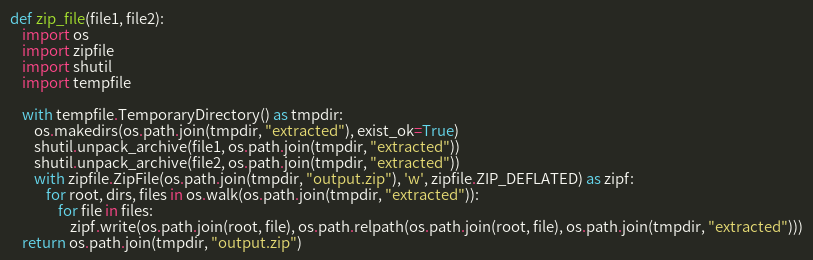 def zip_file(file1, file2):
    import os
    import zipfile
    import shutil
    import tempfile

    with tempfile.TemporaryDirectory() as tmpdir:
        os.makedirs(os.path.join(tmpdir, "extracted"), exist_ok=True)
        shutil.unpack_archive(file1, os.path.join(tmpdir, "extracted"))
        shutil.unpack_archive(file2, os.path.join(tmpdir, "extracted"))
        with zipfile.ZipFile(os.path.join(tmpdir, "output.zip"), 'w', zipfile.ZIP_DEFLATED) as zipf:
            for root, dirs, files in os.walk(os.path.join(tmpdir, "extracted")):
                for file in files:
                    zipf.write(os.path.join(root, file), os.path.relpath(os.path.join(root, file), os.path.join(tmpdir, "extracted")))
    return os.path.join(tmpdir, "output.zip")